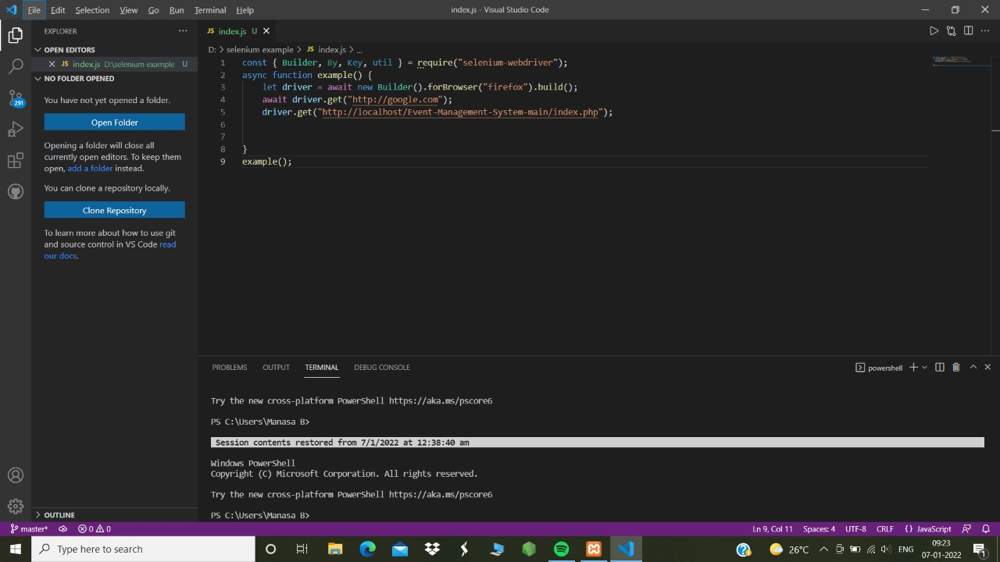 File Edit Selection View Go Run Terminal Help
index.js - Visual Studio Code
EXPLORER
OPEN EDITORS
JS index.js D:\selenium example U
NO FOLDER OPENED
You have not yet opened a folder.
Open Folder
Opening a folder will close all
currently open editors. To keep them
open, add a folder instead.
You can clone a repository locally.
Clone Repository
To learn more about how to use git
and source control in VS Code read
our docs.
OUTLINE
291
JS index.js U
D: > selenium example > JS index.js > ...
1 const { Builder, By, Key, util } = require("selenium-webdriver");
2 async function example() {
3 let driver = await new Builder().forBrowser("firefox").build();
4 await driver.get("http://google.com");
5 driver.get("http://localhost/Event-Management-System-main/index.php");
6
7
8 }
9 example();
PROBLEMS OUTPUT TERMINAL DEBUG CONSOLE
powershell
Try the new cross-platform PowerShell https://aka.ms/pscore6
PS C:\Users\Manasa B>
Session contents restored from 7/1/2022 at 12:38:40 am
Windows PowerShell
Copyright (C) Microsoft Corporation. All rights reserved.
Try the new cross-platform PowerShell https://aka.ms/pscore6
PS C:\Users\Manasa B>
master* 0 0
Ln 9, Col 11 Spaces: 4 UTF-8 CRLF {} JavaScript
Type here to search
26°C
ENG
09:23
07-01-2022
1